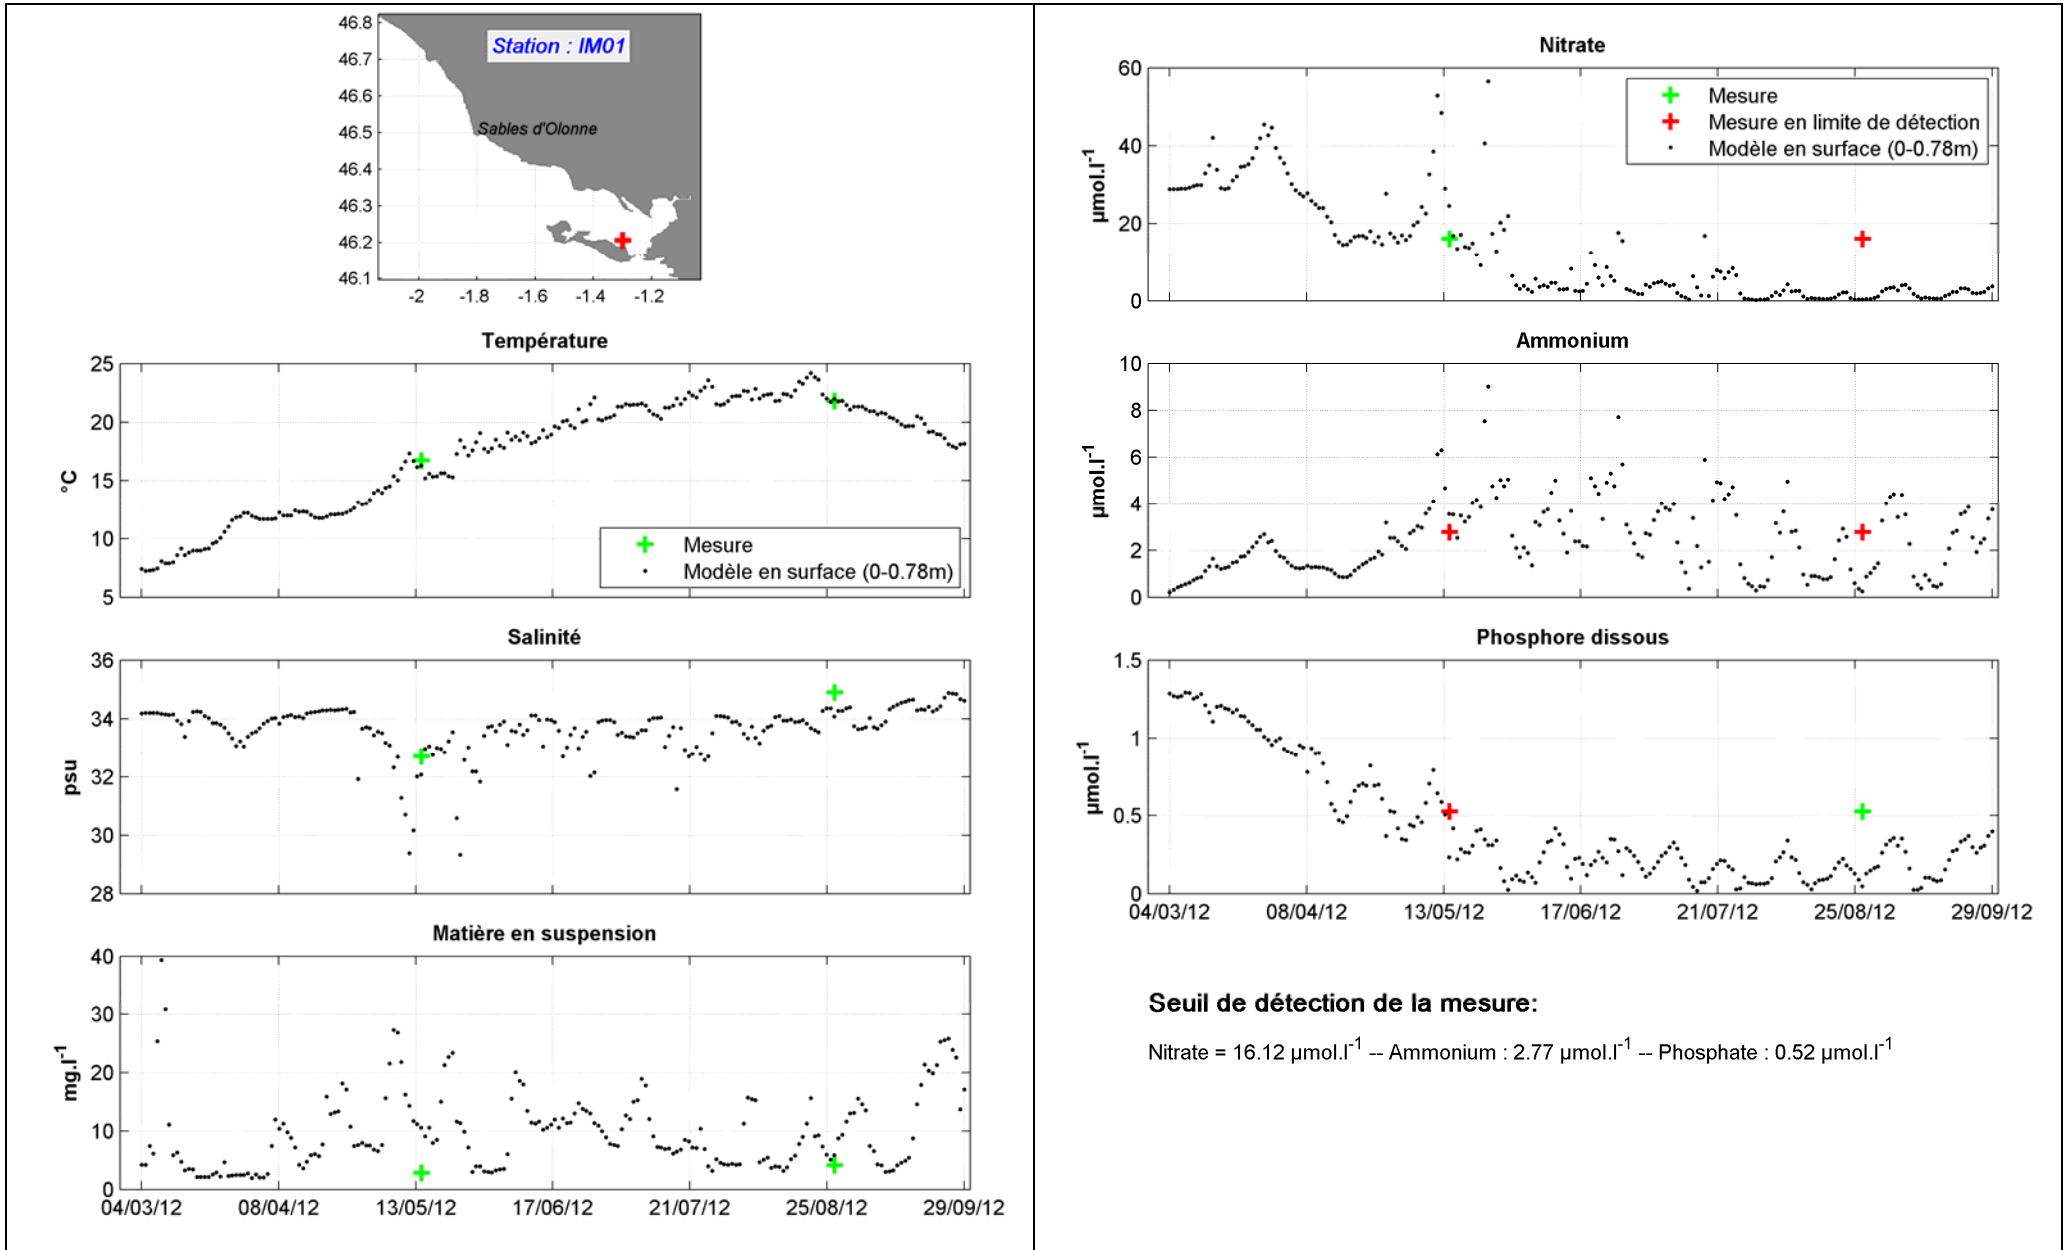 Station : IM01
Sables d'Olonne
46.8
46.7
46.6
46.5
46.4
46.3
46.2
46.1
-2
-1.8
-1.6
-1.4
-1.2
Température
25
20
15
10
5
°C
Mesure
Modèle en surface (0-0.78m)
Salinité
36
34
32
30
28
psu
Matière en suspension
40
30
20
10
0
mg.l-1
04/03/12 08/04/12 13/05/12 17/06/12 21/07/12 25/08/12 29/09/12
Nitrate
60
40
20
0
µmol.l-1
Mesure
Mesure en limite de détection
Modèle en surface (0-0.78m)
Ammonium
10
8
6
4
2
0
µmol.l-1
Phosphore dissous
1.5
1
0.5
0
µmol.l-1
04/03/12 08/04/12 13/05/12 17/06/12 21/07/12 25/08/12 29/09/12
Seuil de détection de la mesure:
Nitrate = 16.12 µmol.l-1 -- Ammonium : 2.77 µmol.l-1 -- Phosphate : 0.52 µmol.l-1